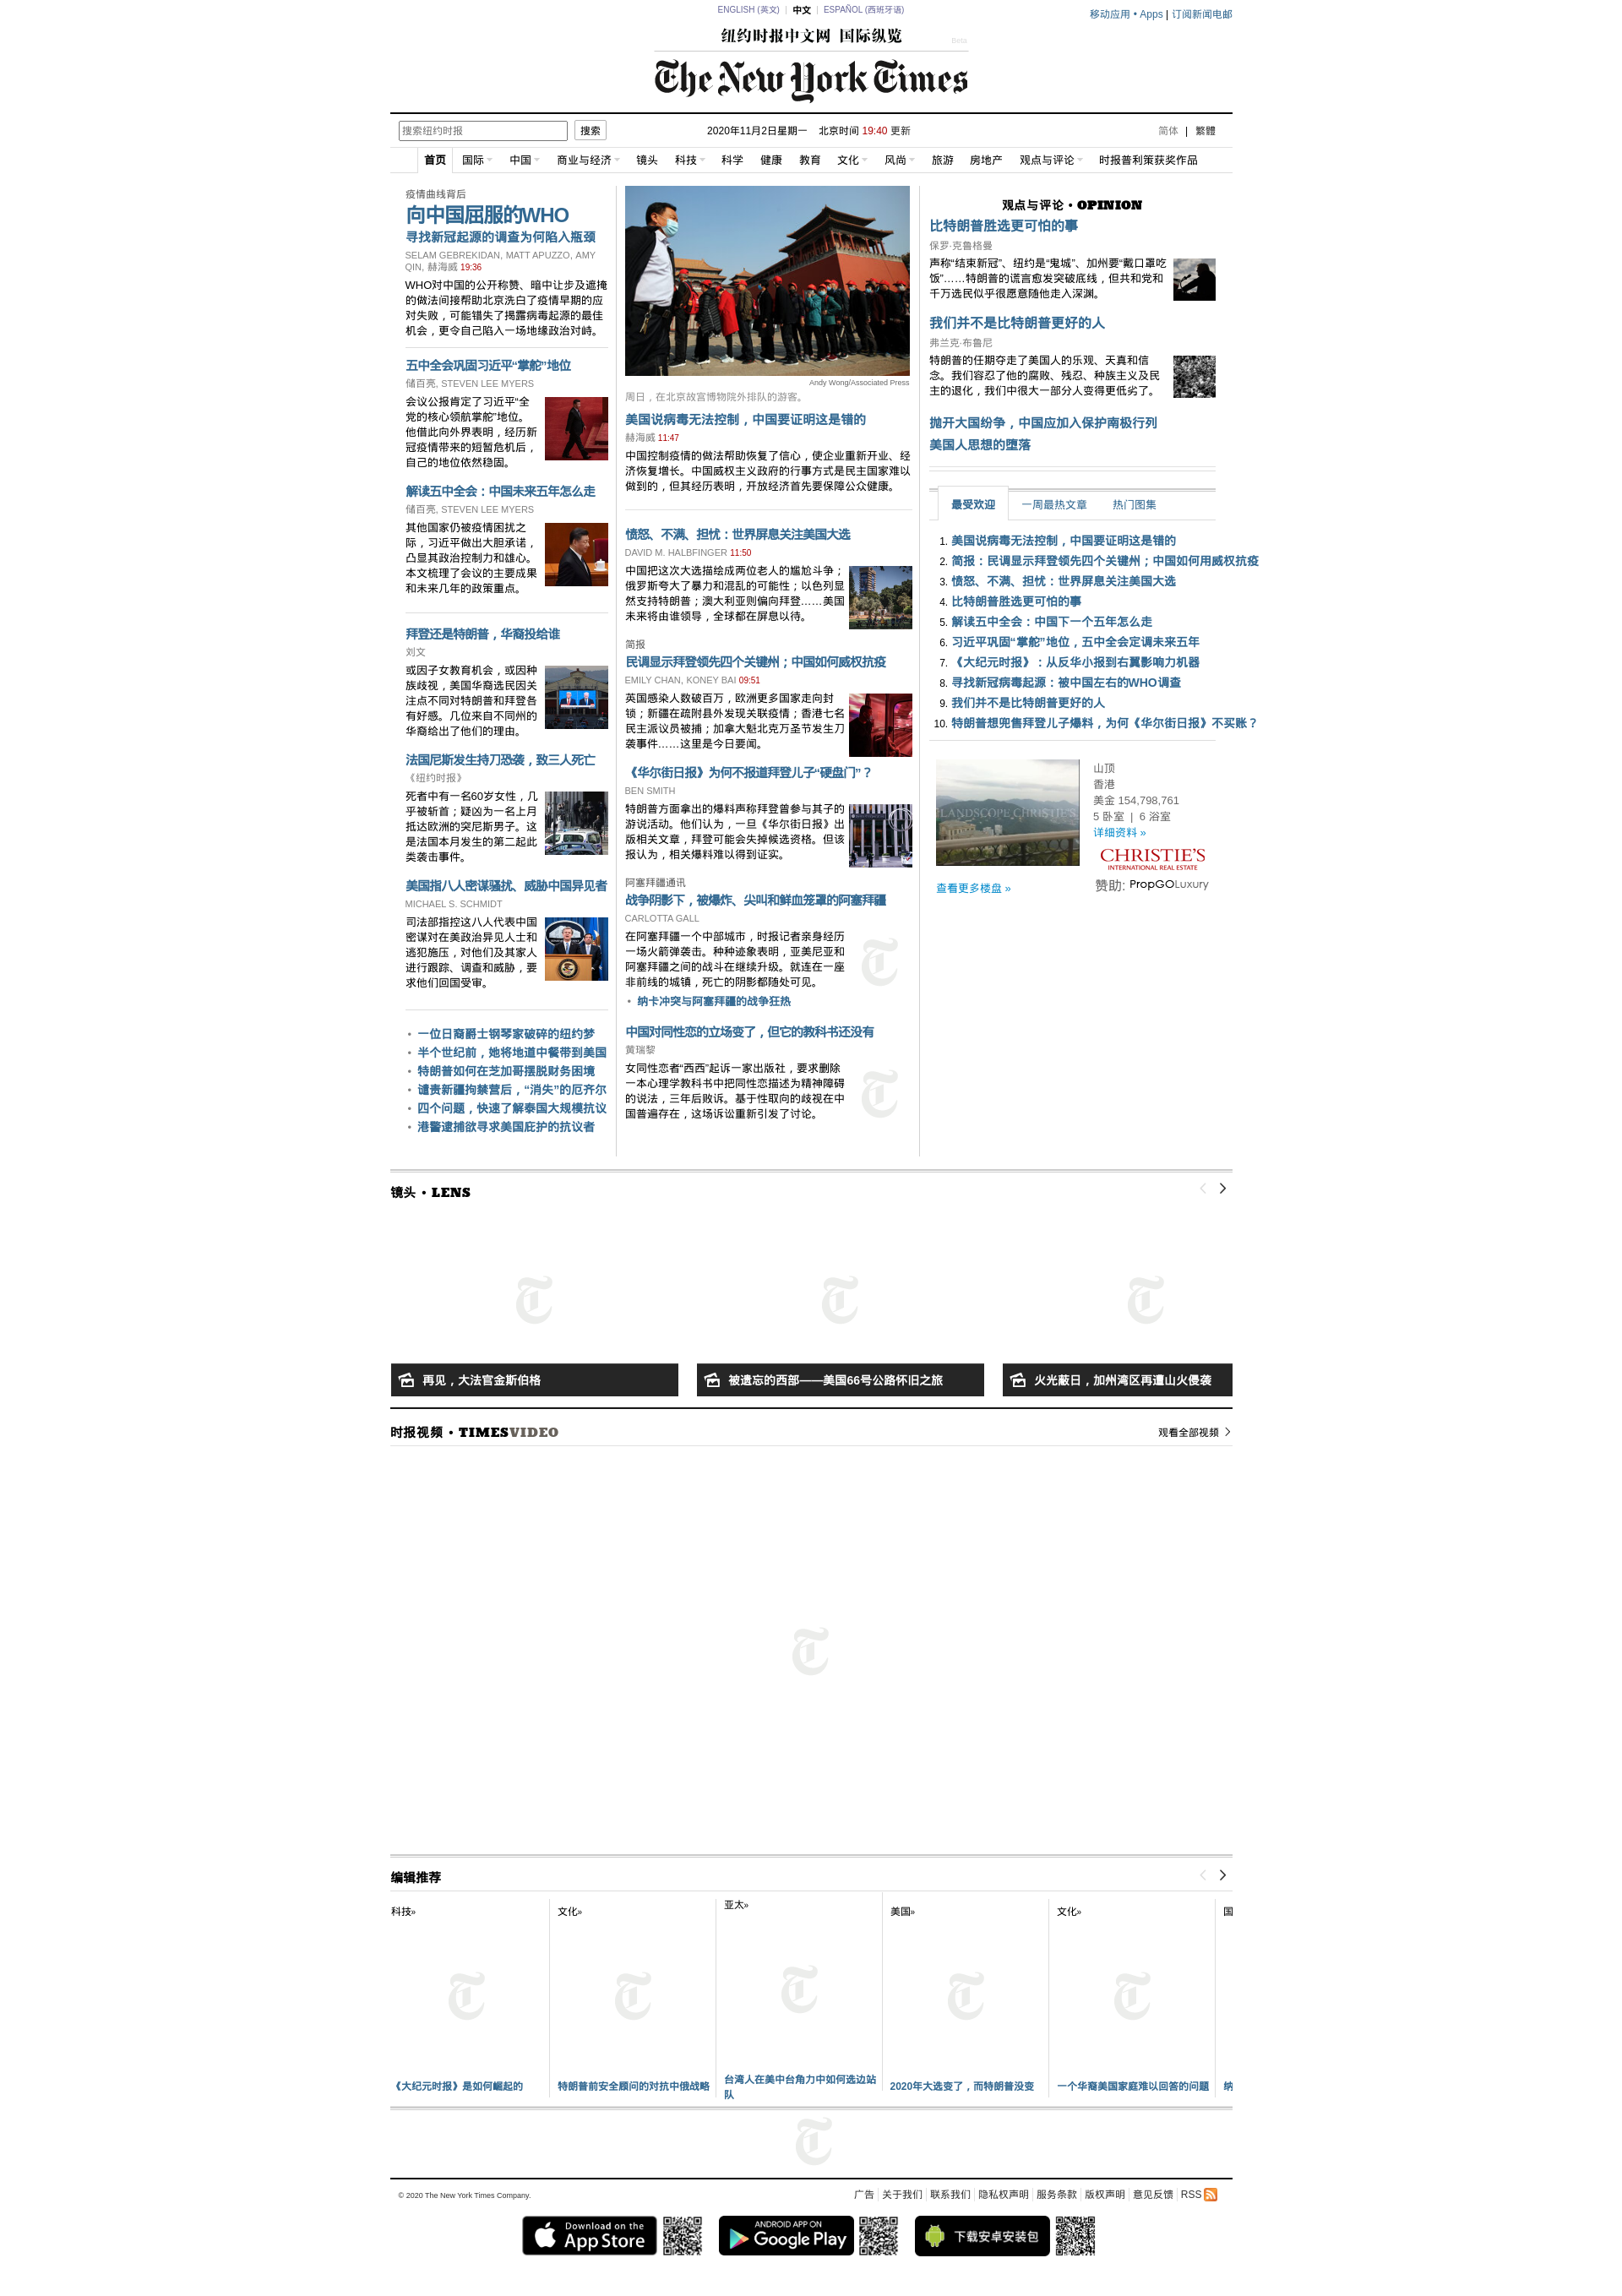 ENGLISH (英文) | 中文 | ESPAÑOL (西班牙语)
移动应用 • Apps | 订阅新闻电邮
纽约时报中文网 国际纵览
Beta
The New York Times
搜索纽约时报 搜索
2020年11月2日星期一 北京时间 19:40 更新
简体 | 繁體
首页 国际 中国 商业与经济 镜头 科技 科学 健康 教育 文化 风尚 旅游 房地产 观点与评论 时报普利策获奖作品
疫情曲线背后
向中国屈服的WHO
寻找新冠起源的调查为何陷入瓶颈
SELAM GEBREKIDAN, MATT APUZZO, AMY
QIN, 赫海威 19:36
WHO对中国的公开称赞、暗中让步及遮掩
的做法间接帮助北京洗白了疫情早期的应
对失败，可能错失了揭露病毒起源的最佳
机会，更令自己陷入一场地缘政治对峙。
五中全会巩固习近平“掌舵”地位
储百亮, STEVEN LEE MYERS
会议公报肯定了习近平“全
党的核心领航掌舵”地位。
他借此向外界表明，经历新
冠疫情带来的短暂危机后，
自己的地位依然稳固。
解读五中全会：中国未来五年怎么走
储百亮, STEVEN LEE MYERS
其他国家仍被疫情困扰之
际，习近平做出大胆承诺，
凸显其政治控制力和雄心。
本文梳理了会议的主要成果
和未来几年的政策重点。
拜登还是特朗普，华裔投给谁
刘文
或因子女教育机会，或因种
族歧视，美国华裔选民因关
注点不同对特朗普和拜登各
有好感。几位来自不同州的
华裔给出了他们的理由。
法国尼斯发生持刀恐袭，致三人死亡
《纽约时报》
死者中有一名60岁女性，几
乎被斩首；疑凶为一名上月
抵达欧洲的突尼斯男子。这
是法国本月发生的第二起此
类袭击事件。
美国指八人密谋骚扰、威胁中国异见者
MICHAEL S. SCHMIDT
司法部指控这八人代表中国
密谋对在美政治异见人士和
逃犯施压，对他们及其家人
进行跟踪、调查和威胁，要
求他们回国受审。
一位日裔爵士钢琴家破碎的纽约梦
半个世纪前，她将地道中餐带到美国
特朗普如何在芝加哥摆脱财务困境
谴责新疆拘禁营后，“消失”的厄齐尔
四个问题，快速了解泰国大规模抗议
港警逮捕欲寻求美国庇护的抗议者
Andy Wong/Associated Press
周日，在北京故宫博物院外排队的游客。
美国说病毒无法控制，中国要证明这是错的
赫海威 11:47
中国控制疫情的做法帮助恢复了信心，使企业重新开业、经
济恢复增长。中国威权主义政府的行事方式是民主国家难以
做到的，但其经历表明，开放经济首先要保障公众健康。
愤怒、不满、担忧：世界屏息关注美国大选
DAVID M. HALBFINGER 11:50
中国把这次大选描绘成两位老人的尴尬斗争；
俄罗斯夸大了暴力和混乱的可能性；以色列显
然支持特朗普；澳大利亚则偏向拜登……美国
未来将由谁领导，全球都在屏息以待。
简报
民调显示拜登领先四个关键州；中国如何威权抗疫
EMILY CHAN, KONEY BAI 09:51
英国感染人数破百万，欧洲更多国家走向封
锁；新疆在疏附县外发现关联疫情；香港七名
民主派议员被捕；加拿大魁北克万圣节发生刀
袭事件……这里是今日要闻。
《华尔街日报》为何不报道拜登儿子“硬盘门”？
BEN SMITH
特朗普方面拿出的爆料声称拜登曾参与其子的
游说活动。他们认为，一旦《华尔街日报》出
版相关文章，拜登可能会失掉候选资格。但该
报认为，相关爆料难以得到证实。
阿塞拜疆通讯
战争阴影下，被爆炸、尖叫和鲜血笼罩的阿塞拜疆
CARLOTTA GALL
在阿塞拜疆一个中部城市，时报记者亲身经历
一场火箭弹袭击。种种迹象表明，亚美尼亚和
阿塞拜疆之间的战斗在继续升级。就连在一座
非前线的城镇，死亡的阴影都随处可见。
纳卡冲突与阿塞拜疆的战争狂热
中国对同性恋的立场变了，但它的教科书还没有
黄瑞黎
女同性恋者“西西”起诉一家出版社，要求删除
一本心理学教科书中把同性恋描述为精神障碍
的说法，三年后败诉。基于性取向的歧视在中
国普遍存在，这场诉讼重新引发了讨论。
观点与评论 • OPINION
比特朗普胜选更可怕的事
保罗·克鲁格曼
声称“结束新冠”、纽约是“鬼城”、加州要“戴口罩吃
饭”……特朗普的谎言愈发突破底线，但共和党和
千万选民似乎很愿意随他走入深渊。
我们并不是比特朗普更好的人
弗兰克·布鲁尼
特朗普的任期夺走了美国人的乐观、天真和信
念。我们容忍了他的腐败、残忍、种族主义及民
主的退化，我们中很大一部分人变得更低劣了。
抛开大国纷争，中国应加入保护南极行列
美国人思想的堕落
最受欢迎 一周最热文章 热门图集
1. 美国说病毒无法控制，中国要证明这是错的
2. 简报：民调显示拜登领先四个关键州；中国如何用威权抗疫
3. 愤怒、不满、担忧：世界屏息关注美国大选
4. 比特朗普胜选更可怕的事
5. 解读五中全会：中国下一个五年怎么走
6. 习近平巩固“掌舵”地位，五中全会定调未来五年
7. 《大纪元时报》：从反华小报到右翼影响力机器
8. 寻找新冠病毒起源：被中国左右的WHO调查
9. 我们并不是比特朗普更好的人
10. 特朗普想兜售拜登儿子爆料，为何《华尔街日报》不买账？
LANDSCOPE CHRISTIE'S
山顶
香港
美金 154,798,761
5 卧室 | 6 浴室
详细资料 »
CHRISTIE'S
INTERNATIONAL REAL ESTATE
查看更多楼盘 »
赞助: PropGOLuxury
镜头 • LENS
再见，大法官金斯伯格
被遗忘的西部——美国66号公路怀旧之旅
火光蔽日，加州湾区再遭山火侵袭
时报视频 • TIMESVIDEO
观看全部视频
编辑推荐
科技»
文化»
亚太»
美国»
文化»
国
《大纪元时报》是如何崛起的
特朗普前安全顾问的对抗中俄战略
台湾人在美中台角力中如何选边站
队
2020年大选变了，而特朗普没变
一个华裔美国家庭难以回答的问题
纳
© 2020 The New York Times Company.
广告 关于我们 联系我们 隐私权声明 服务条款 版权声明 意见反馈 RSS
Download on the
App Store
ANDROID APP ON
Google Play
下载安卓安装包